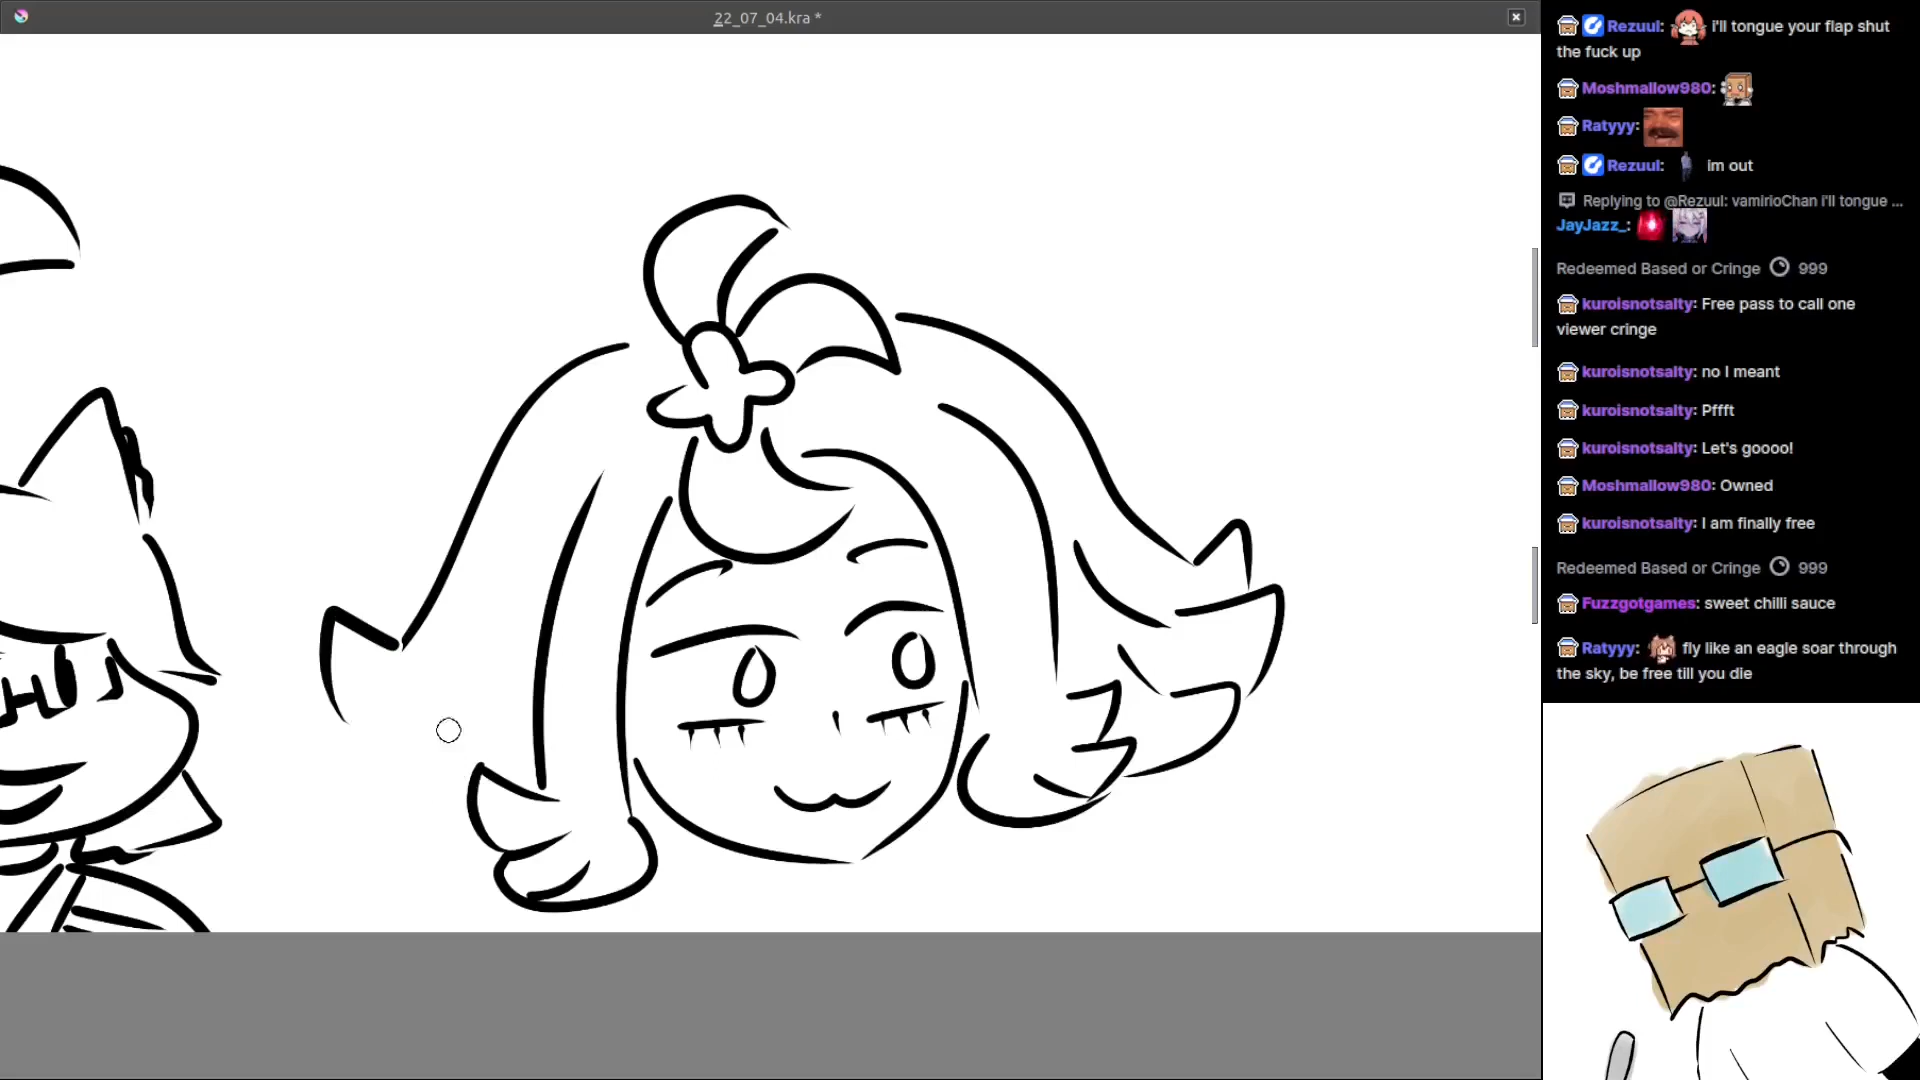 22_07_04.kra *
Rezuul: i'll tongue your flap shut
the fuck up
Moshmallow980:
Ratyyy:
Rezuul: im out
Replying to @Rezuul: vamirioChan i'll tongue ...
JayJazz_:
Redeemed Based or Cringe 999
kuroisnotsalty: Free pass to call one
viewer cringe
kuroisnotsalty: no I meant
kuroisnotsalty: Pffft
kuroisnotsalty: Let's goooo!
Moshmallow980: Owned
kuroisnotsalty: I am finally free
Redeemed Based or Cringe 999
Fuzzgotgames: sweet chilli sauce
Ratyyy: fly like an eagle soar through
the sky, be free till you die